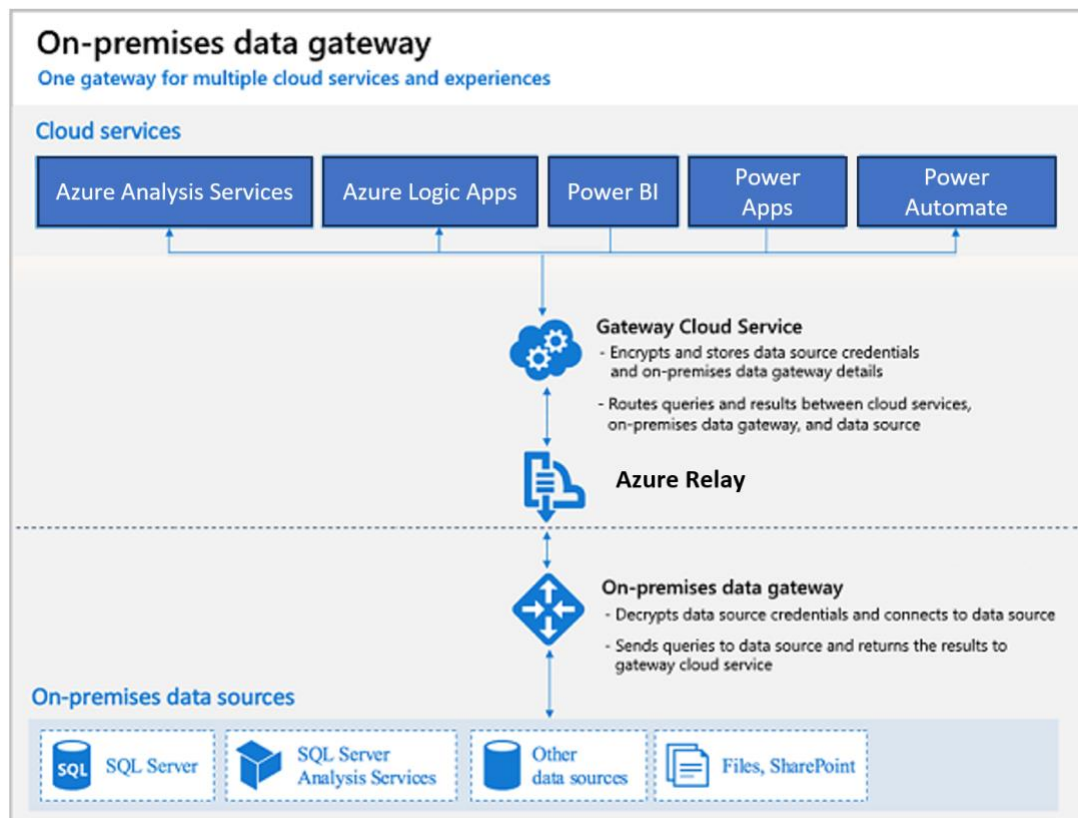 On-premises data gateway
One gateway for multiple cloud services and experiences
Cloud services
Azure Analysis Services
Azure Logic Apps
Power BI
Power
Apps
Power
Automate
Gateway Cloud Service
- Encrypts and stores data source credentials
and on-premises data gateway details
- Routes queries and results between cloud services,
on-premises data gateway, and data source
Azure Relay
On-premises data gateway
- Decrypts data source credentials and connects to data source
- Sends queries to data source and returns the results to
gateway cloud service
On-premises data sources
SQL
SQL Server
SQL Server
Analysis Services
Other
data sources
Files, SharePoint